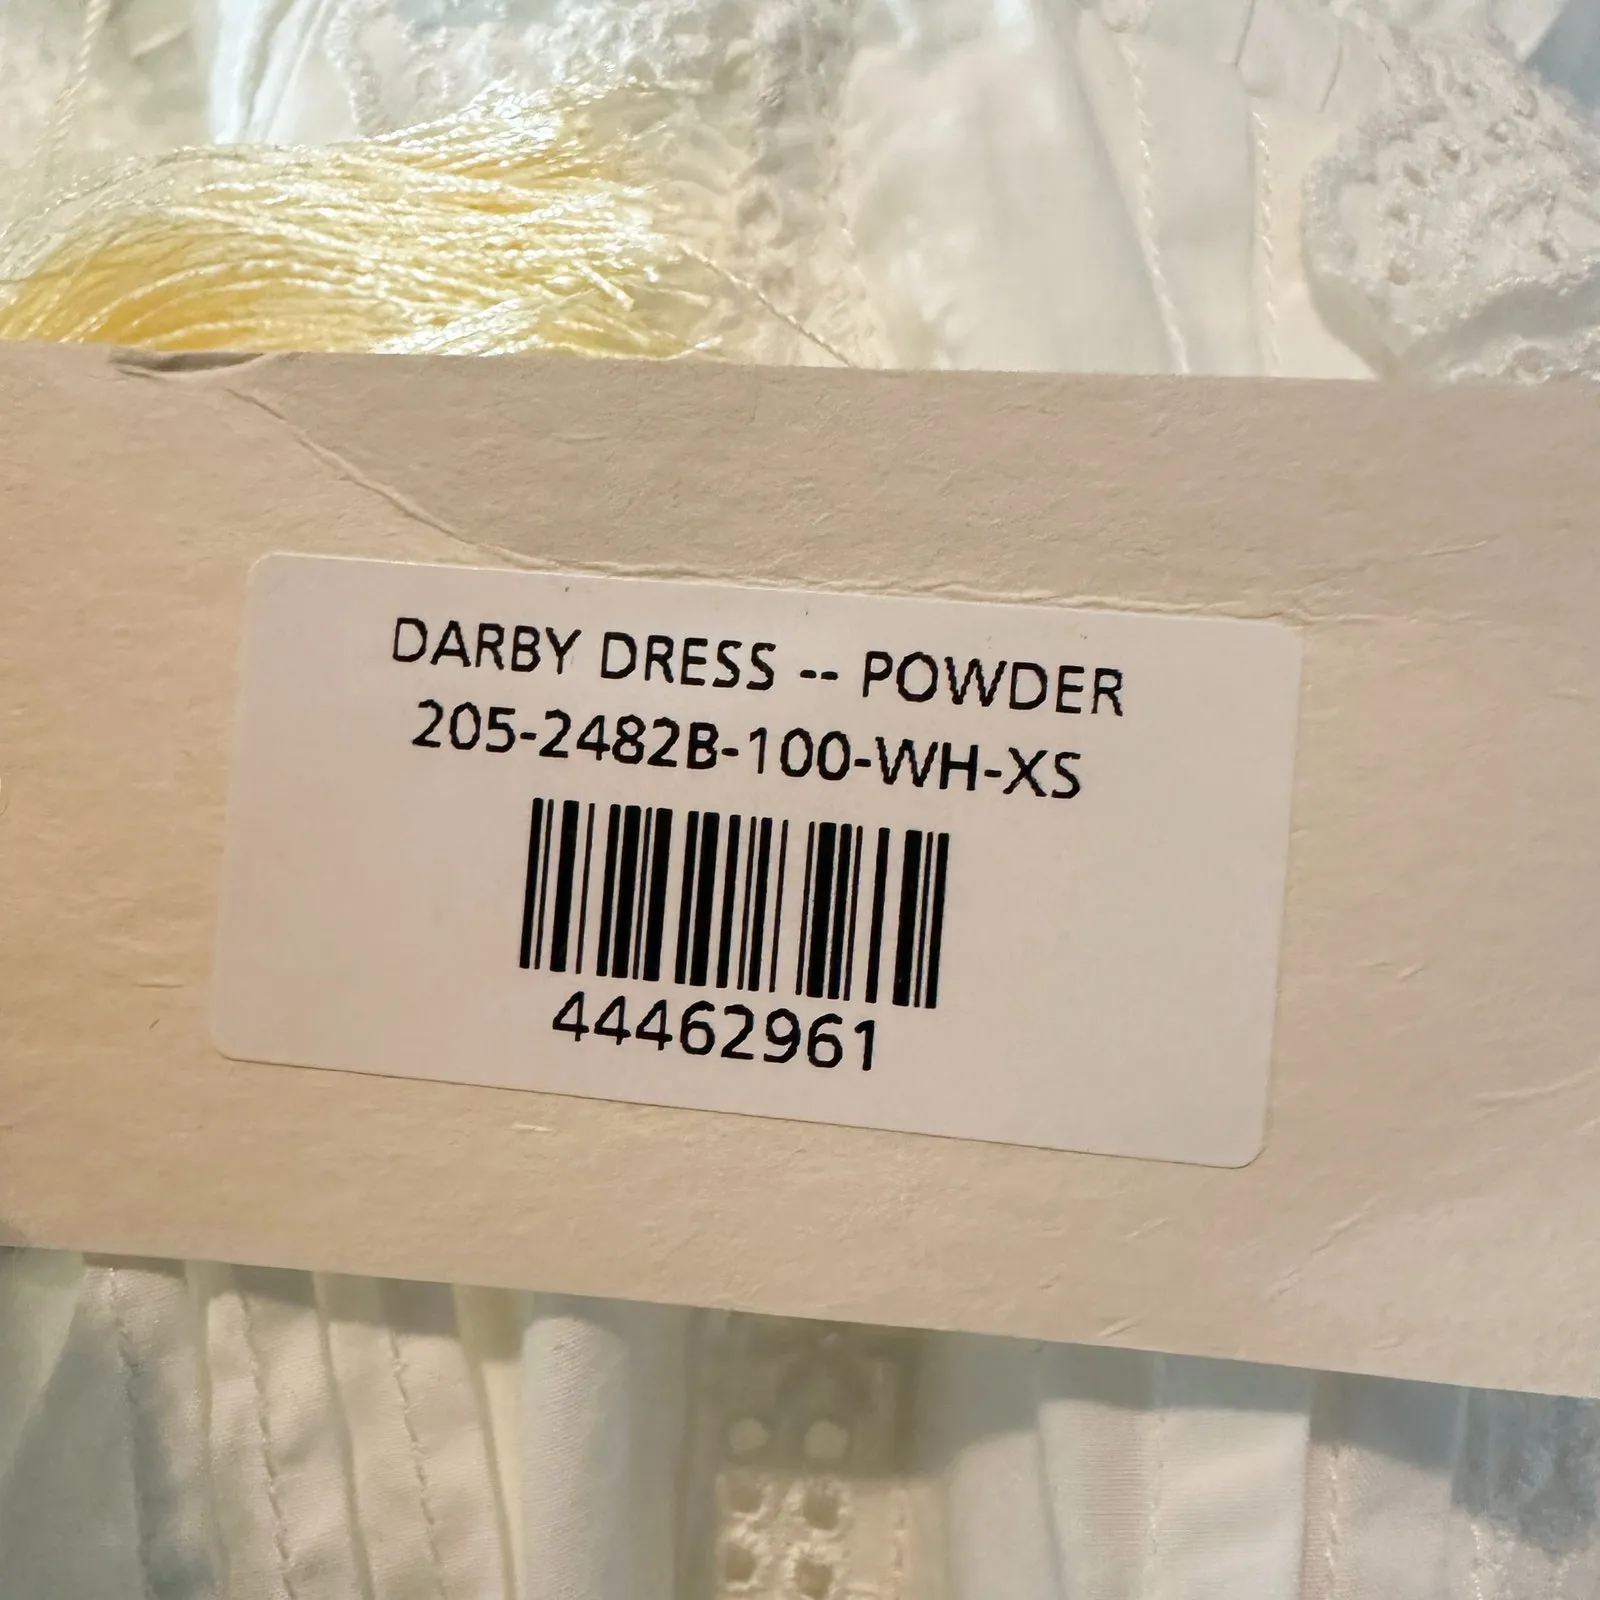 DARBY DRESS -- POWDER
205-2482B-100-WH-XS
44462961